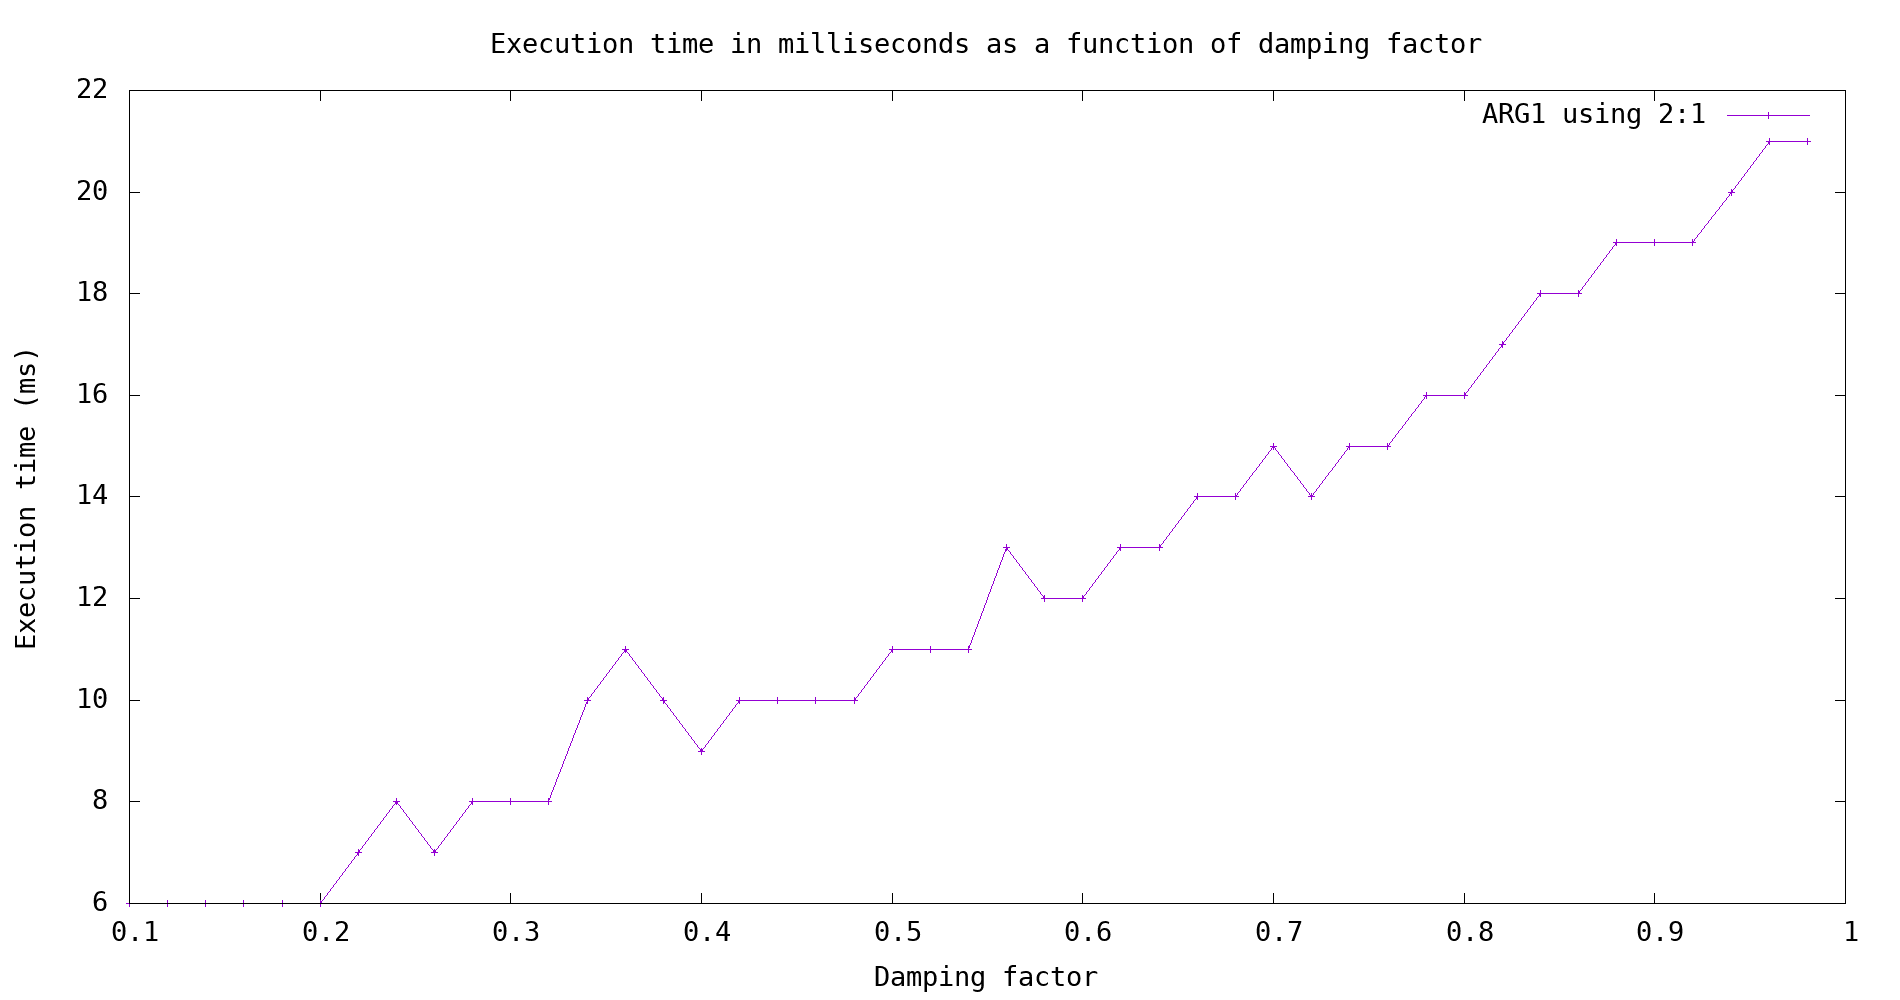 Execution time in milliseconds as a function of damping factor
ARG1 using 2:1
22
20
18
16
14
12
10
8
6
Execution time (ms)
0.1 0.2 0.3 0.4 0.5 0.6 0.7 0.8 0.9 1
Damping factor